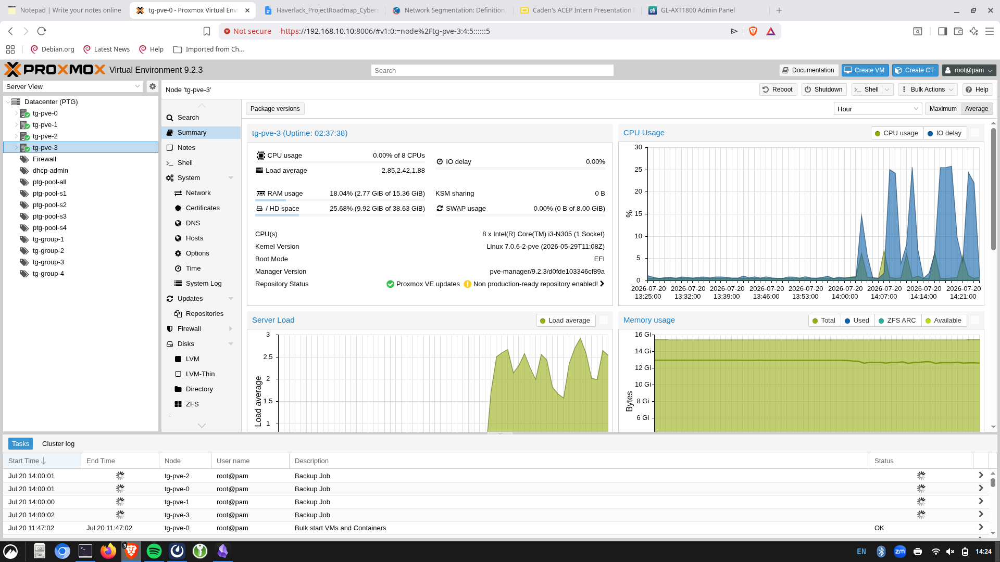 Notepad | Write your notes online
tg-pve-0 - Proxmox Virtual Envi
Haverlack_ProjectRoadmap_Cybers
Network Segmentation: Definition,
Caden's ACEP Intern Presentation
GL-AXT1800 Admin Panel
Not secure
https://192.168.10.10:8006/#v1:0:=node%2Ftg-pve-3:4:5::::::5
Debian.org
Latest News
Help
Imported from Ch...
PROXMOX Virtual Environment 9.2.3
Search
Documentation
Create VM
Create CT
root@pam
Server View
Datacenter (PTG)
tg-pve-0
tg-pve-1
tg-pve-2
tg-pve-3
Firewall
dhcp-admin
ptg-pool-all
ptg-pool-s1
ptg-pool-s2
ptg-pool-s3
ptg-pool-s4
tg-group-1
tg-group-2
tg-group-3
tg-group-4
Node 'tg-pve-3'
Reboot
Shutdown
Shell
Bulk Actions
Help
Search
Summary
Notes
Shell
System
Network
Certificates
DNS
Hosts
Options
Time
System Log
Updates
Repositories
Firewall
Disks
LVM
LVM-Thin
Directory
ZFS
Package versions
Hour
Maximum
Average
tg-pve-3 (Uptime: 02:37:38)
CPU usage 0.00% of 8 CPUs
Load average 2.85,2.42,1.88
IO delay 0.00%
RAM usage 18.04% (2.77 GiB of 15.36 GiB)
KSM sharing 0 B
/ HD space 25.68% (9.92 GiB of 38.63 GiB)
SWAP usage 0.00% (0 B of 8.00 GiB)
CPU(s) 8 x Intel(R) Core(TM) i3-N305 (1 Socket)
Kernel Version Linux 7.0.6-2-pve (2026-05-29T11:08Z)
Boot Mode EFI
Manager Version pve-manager/9.2.3/d0fde103346cf89a
Repository Status Proxmox VE updates Non production-ready repository enabled!
CPU Usage
CPU usage
IO delay
30
25
20
15
10
5
0
%
2026-07-20 2026-07-20 2026-07-20 2026-07-20 2026-07-20 2026-07-20 2026-07-20 2026-07-20 2026-07-20
13:25:00 13:32:00 13:39:00 13:46:00 13:53:00 14:00:00 14:07:00 14:14:00 14:21:00
Server Load
Load average
3
2.5
2
1.5
1
Load average
Memory usage
Total
Used
ZFS ARC
Available
16 Gi
14 Gi
12 Gi
10 Gi
8 Gi
6 Gi
Bytes
Tasks
Cluster log
Start Time End Time Node User name Description Status
Jul 20 14:00:01 tg-pve-2 root@pam Backup Job
Jul 20 14:00:01 tg-pve-0 root@pam Backup Job
Jul 20 14:00:00 tg-pve-1 root@pam Backup Job
Jul 20 14:00:02 tg-pve-3 root@pam Backup Job
Jul 20 11:47:02 Jul 20 11:47:02 tg-pve-0 root@pam Bulk start VMs and Containers OK
3
EN
zm
14:24